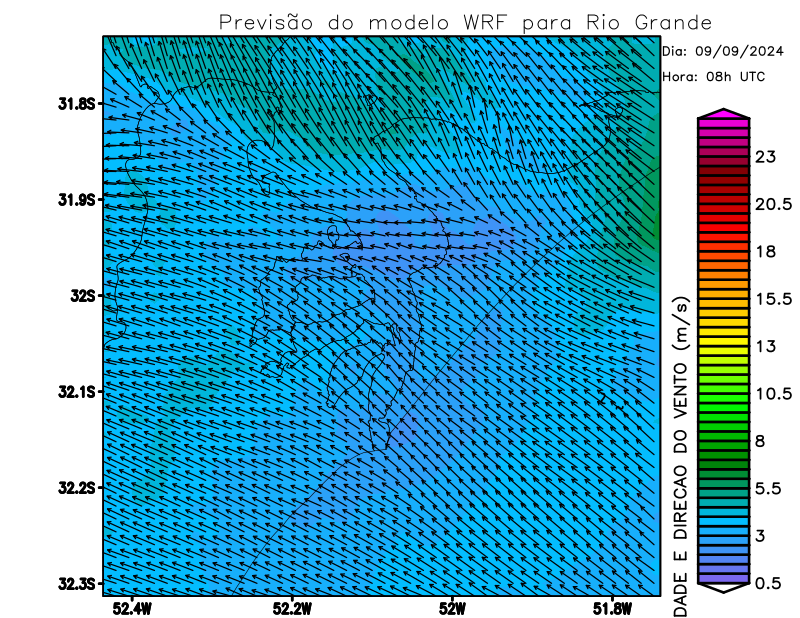 Previsão do modelo WRF para Rio Grande
Dia: 09/09/2024
Hora: 08h UTC
31.8S
31.9S
32S
32.1S
32.2S
32.3S
52.4W
52.2W
52W
51.8W
DADE E DIRECAO DO VENTO (m/s)
23
20.5
18
15.5
13
10.5
8
5.5
3
0.5